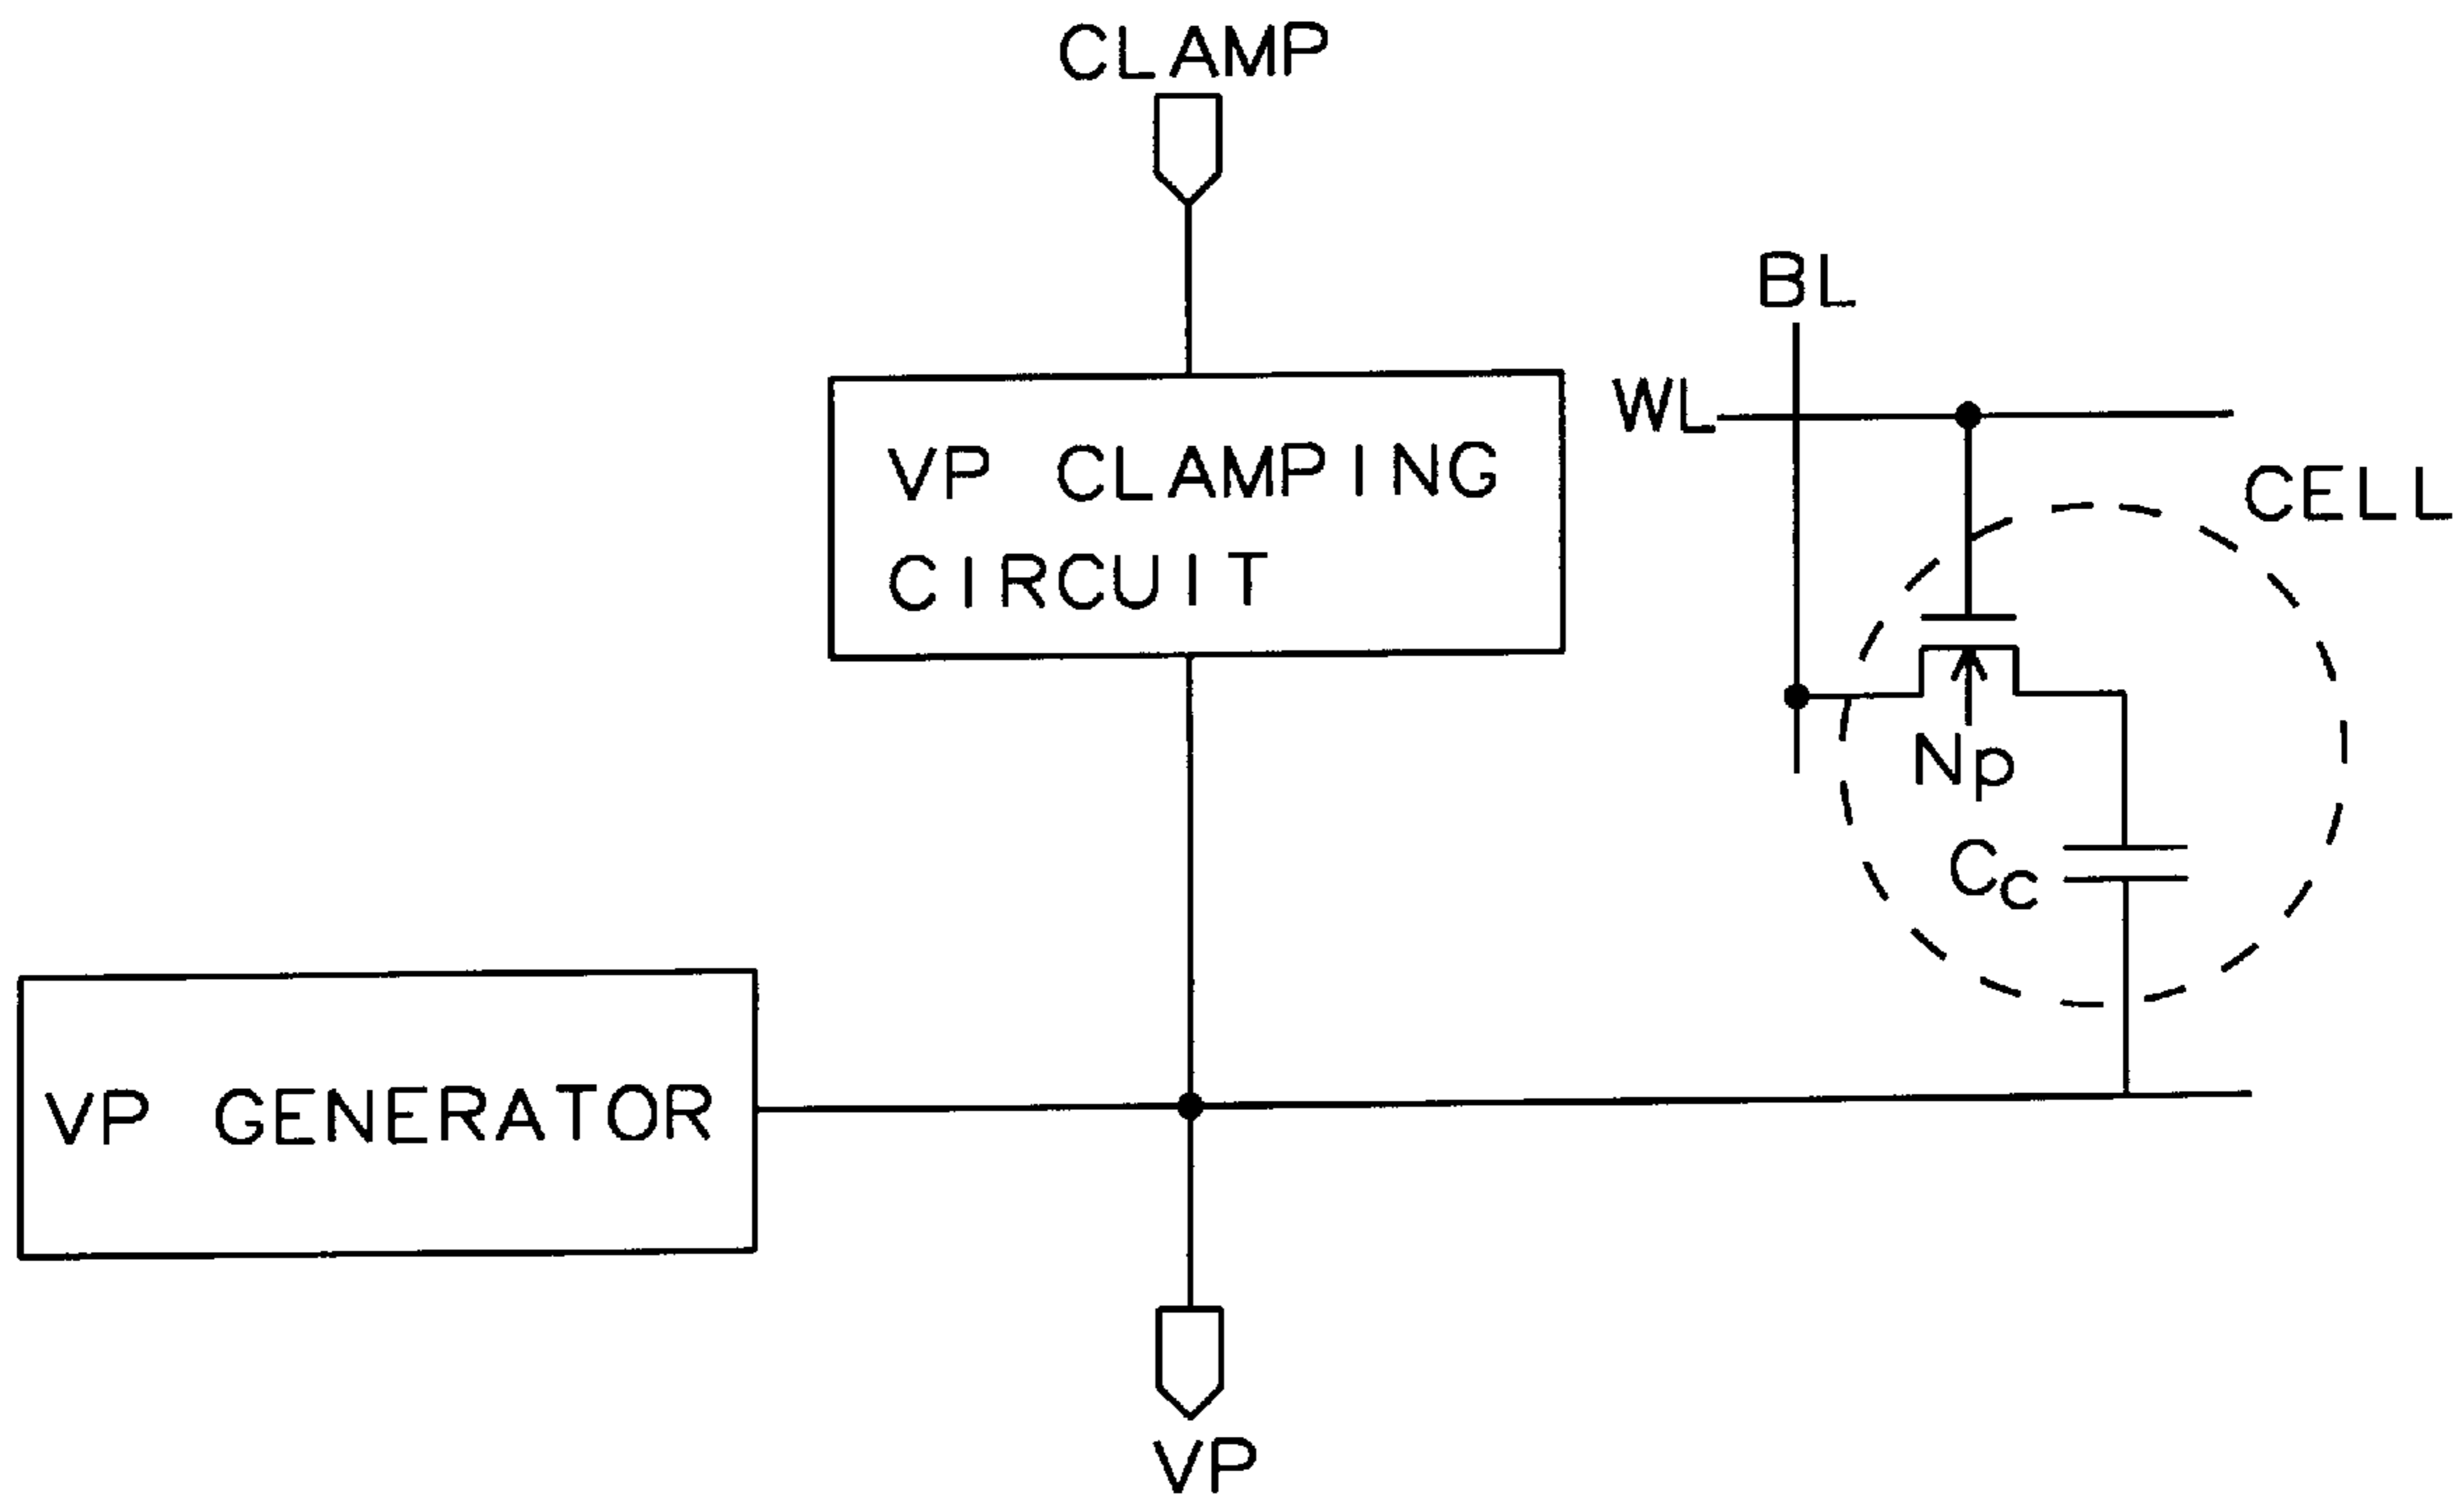 CLAMP
BL
WL
VP CLAMPING
CIRCUIT
CELL
Np
Cc
VP GENERATOR
VP